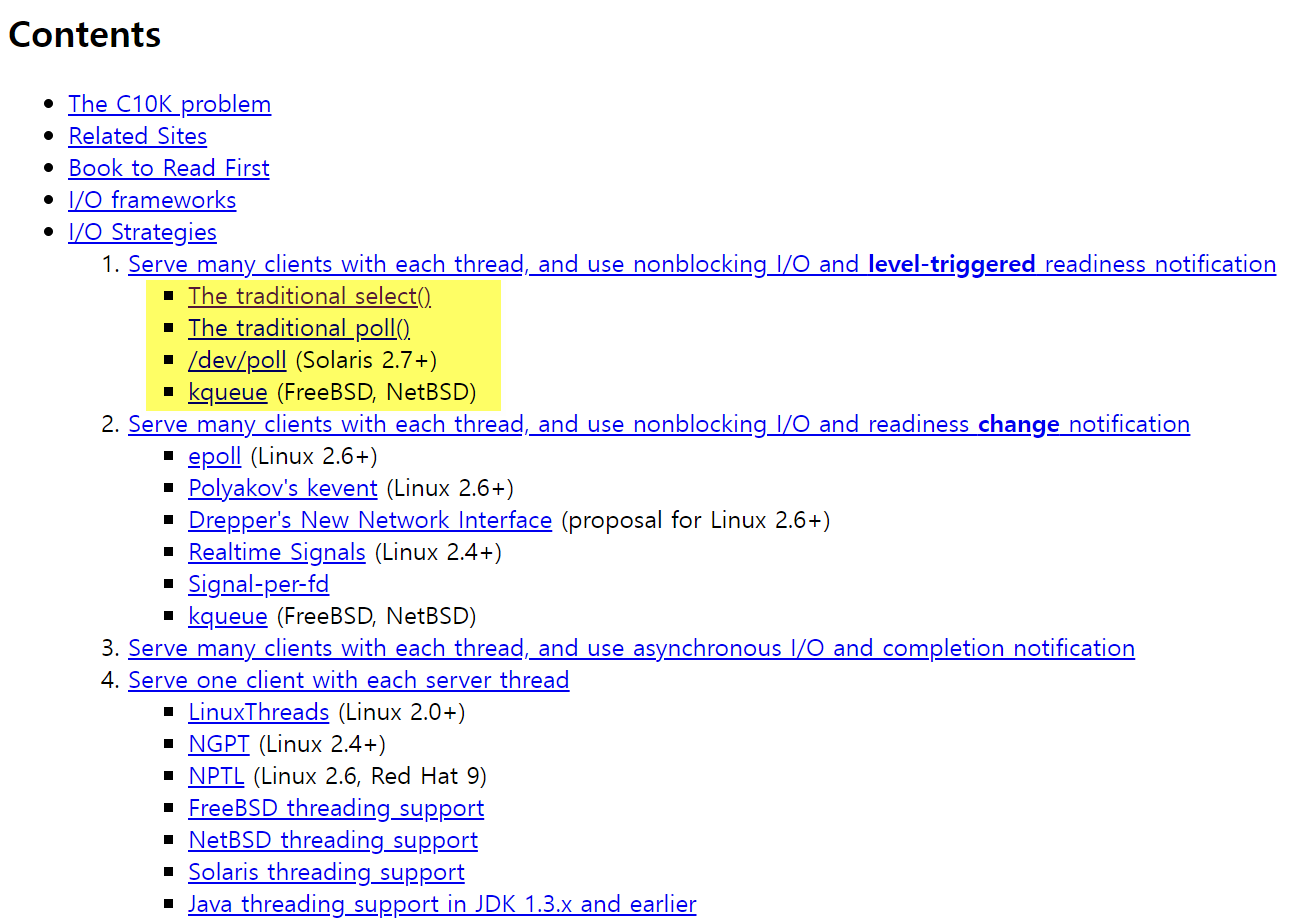 Contents
The C10K problem
Related Sites
Book to Read First
I/O frameworks
I/O Strategies
1. Serve many clients with each thread, and use nonblocking I/O and level-triggered readiness notification
The traditional select()
The traditional poll()
/dev/poll (Solaris 2.7+)
kqueue (FreeBSD, NetBSD)
2. Serve many clients with each thread, and use nonblocking I/O and readiness change notification
epoll (Linux 2.6+)
Polyakov's kevent (Linux 2.6+)
Drepper's New Network Interface (proposal for Linux 2.6+)
Realtime Signals (Linux 2.4+)
Signal-per-fd
kqueue (FreeBSD, NetBSD)
3. Serve many clients with each thread, and use asynchronous I/O and completion notification
4. Serve one client with each server thread
LinuxThreads (Linux 2.0+)
NGPT (Linux 2.4+)
NPTL (Linux 2.6, Red Hat 9)
FreeBSD threading support
NetBSD threading support
Solaris threading support
Java threading support in JDK 1.3.x and earlier